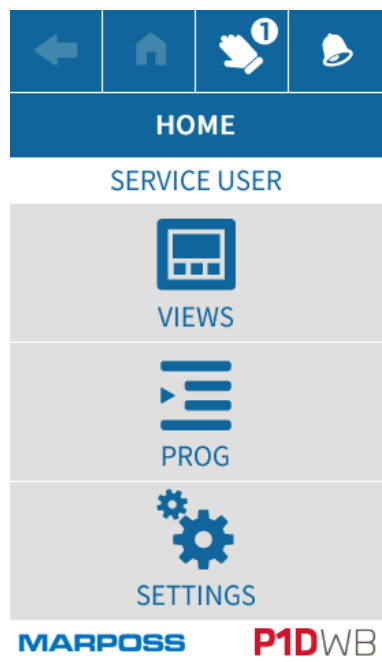 1
HOME
SERVICE USER
VIEWS
PROG
SETTINGS
MARPOSS P1DWB